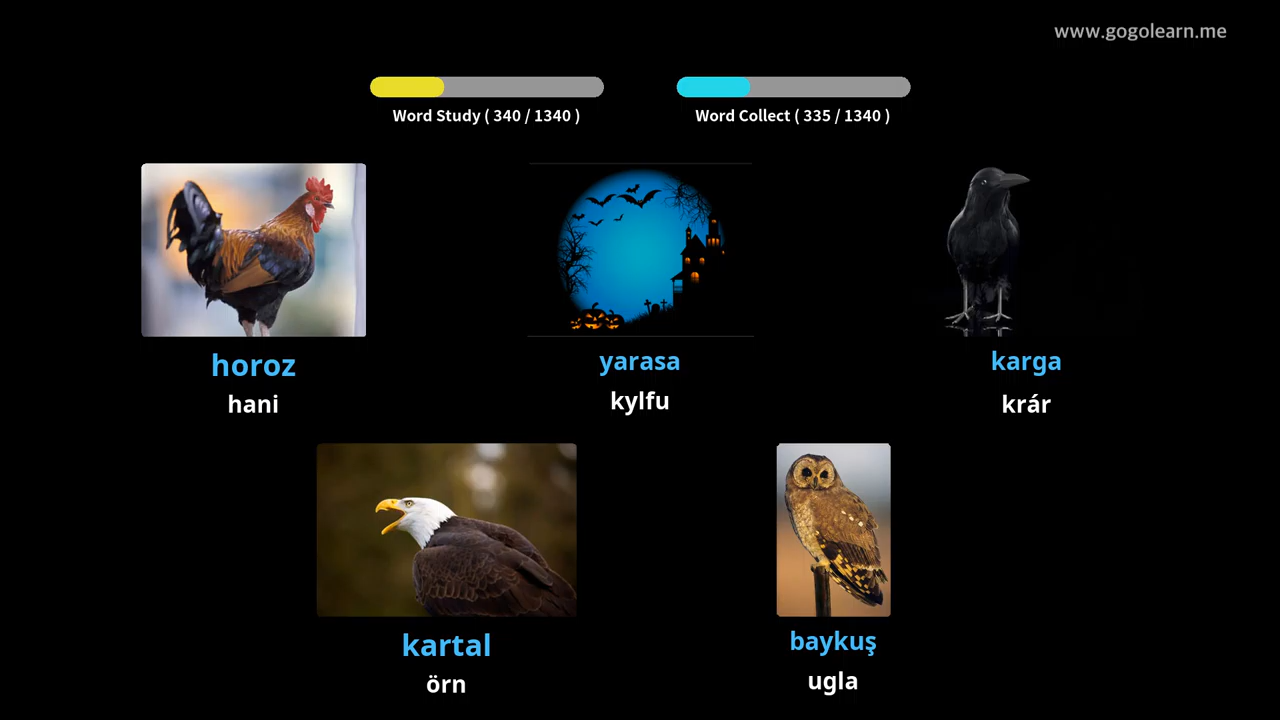 www.gogolearn.me
Word Study ( 340 / 1340 )
Word Collect ( 335 / 1340 )
horoz
hani
yarasa
kylfu
karga
krár
kartal
örn
baykuş
ugla